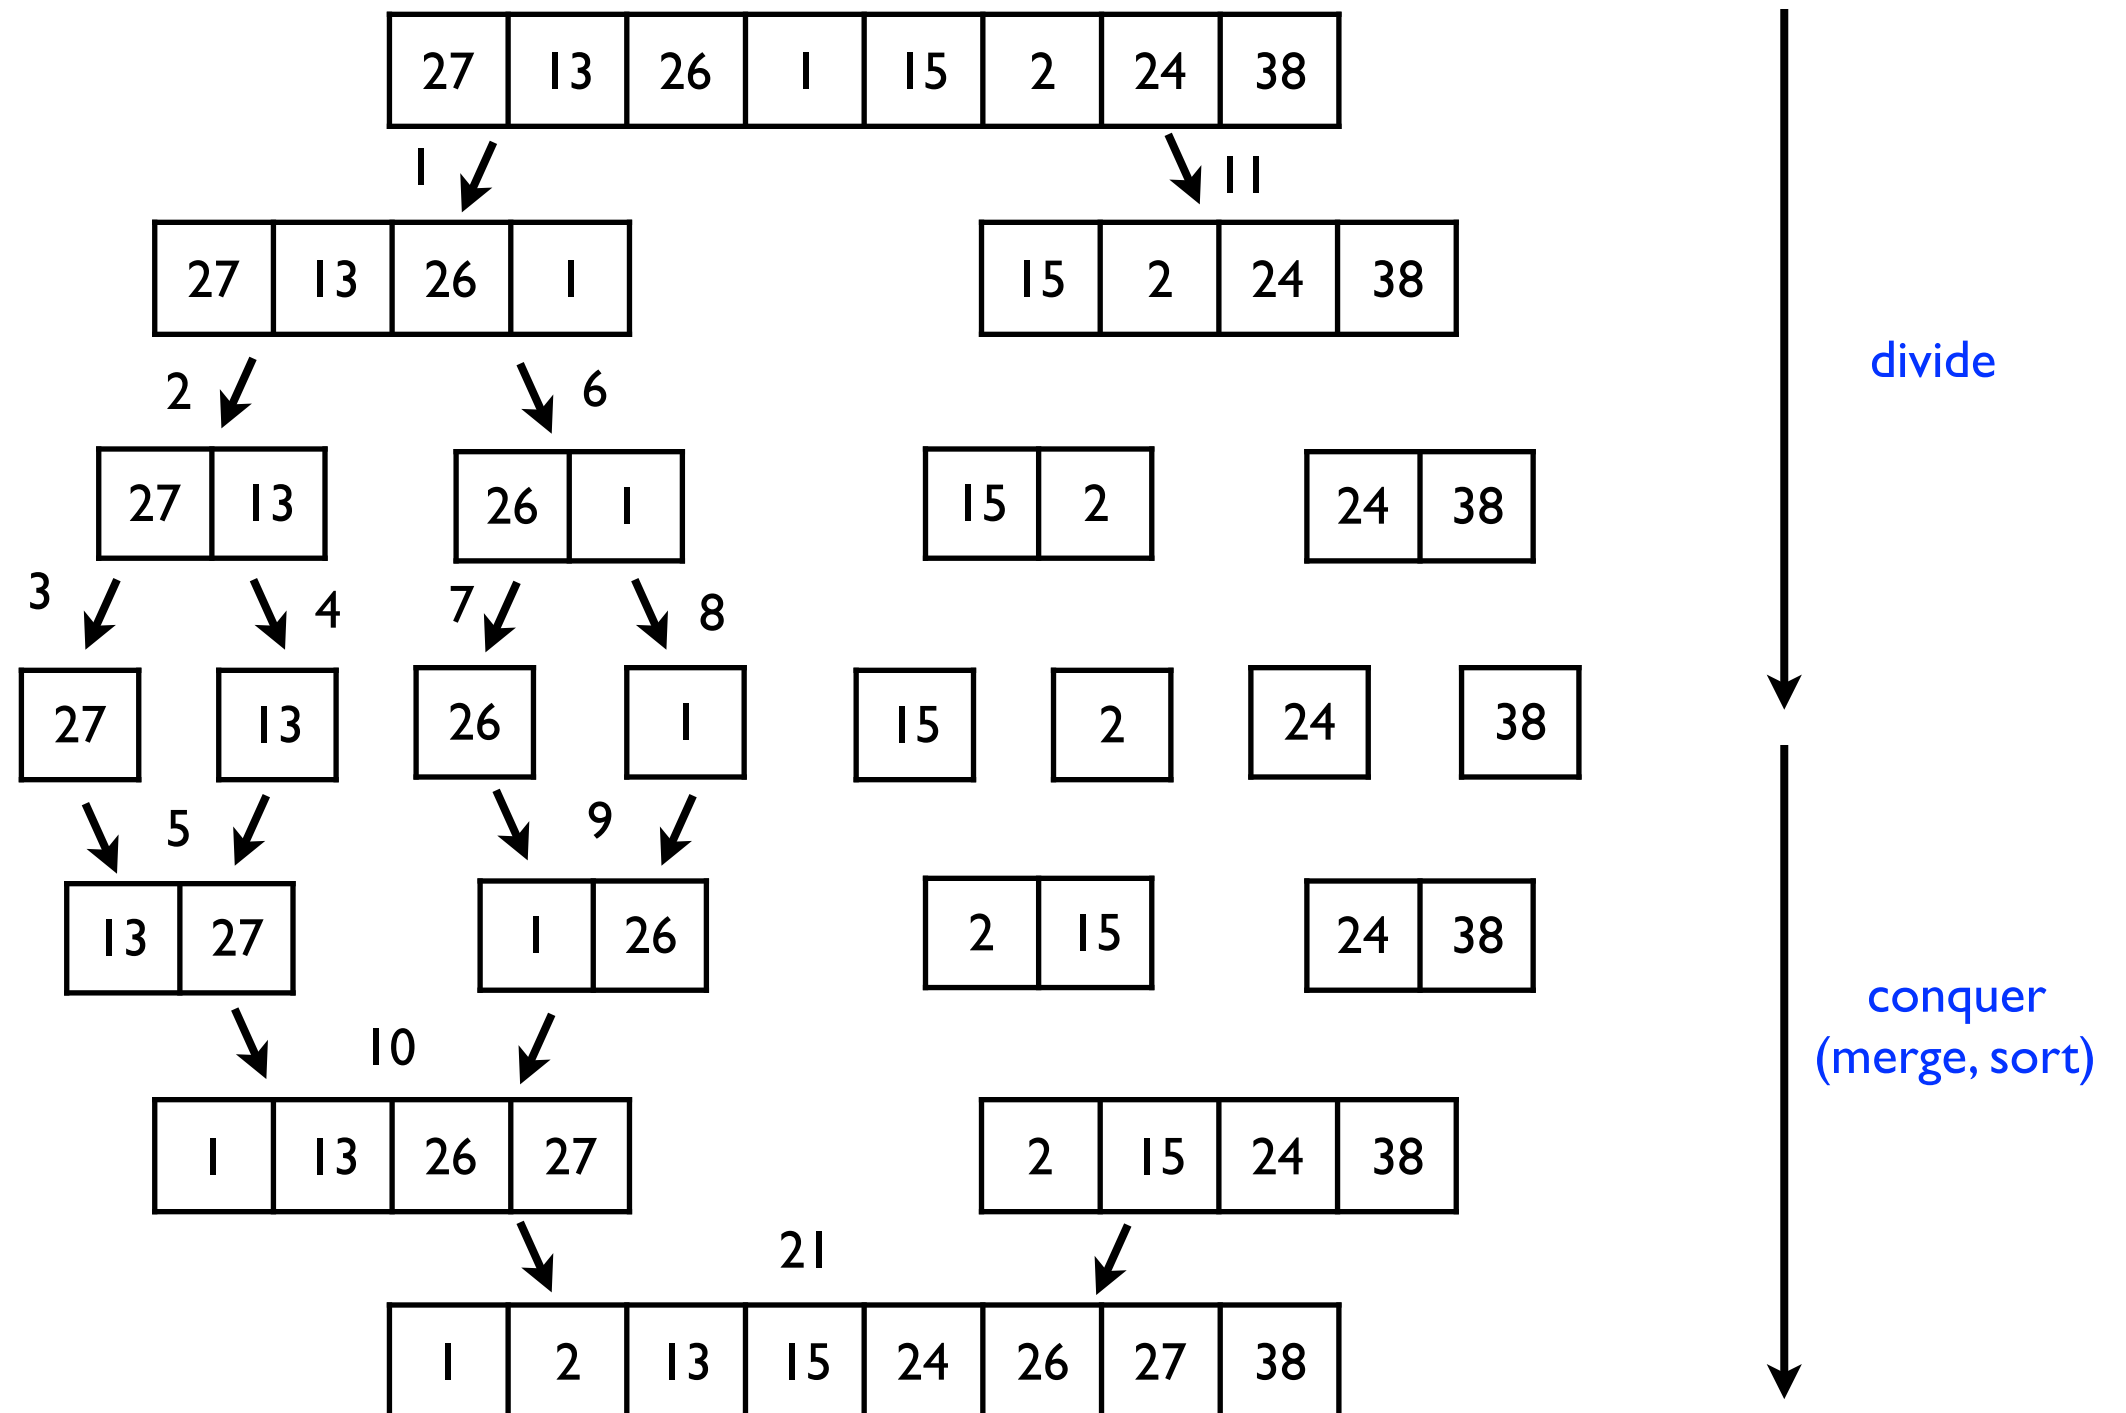 27 13 26 1 15 2 24 38
1 11
27 13 26 1 15 2 24 38
divide
2 6
27 13 26 1 15 2 24 38
3 4 7 8
27 13 26 1 15 2 24 38
5 9
13 27 1 26 2 15 24 38
conquer
(merge, sort)
10
1 13 26 27 2 15 24 38
21
1 2 13 15 24 26 27 38